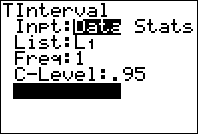 TInterval
Inpt:Data Stats
List:L₁
Freq:1
C-Level:.95